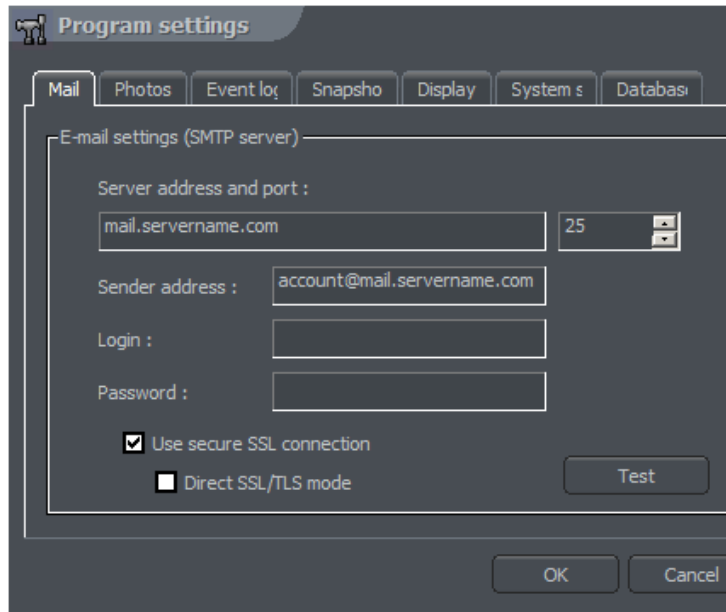 Program settings
Mail Photos Event log Snapsho Display System s Databas
E-mail settings (SMTP server)
Server address and port :
mail.servername.com 25
Sender address : account@mail.servername.com
Login :
Password :
Use secure SSL connection
Direct SSL/TLS mode
Test
OK Cancel